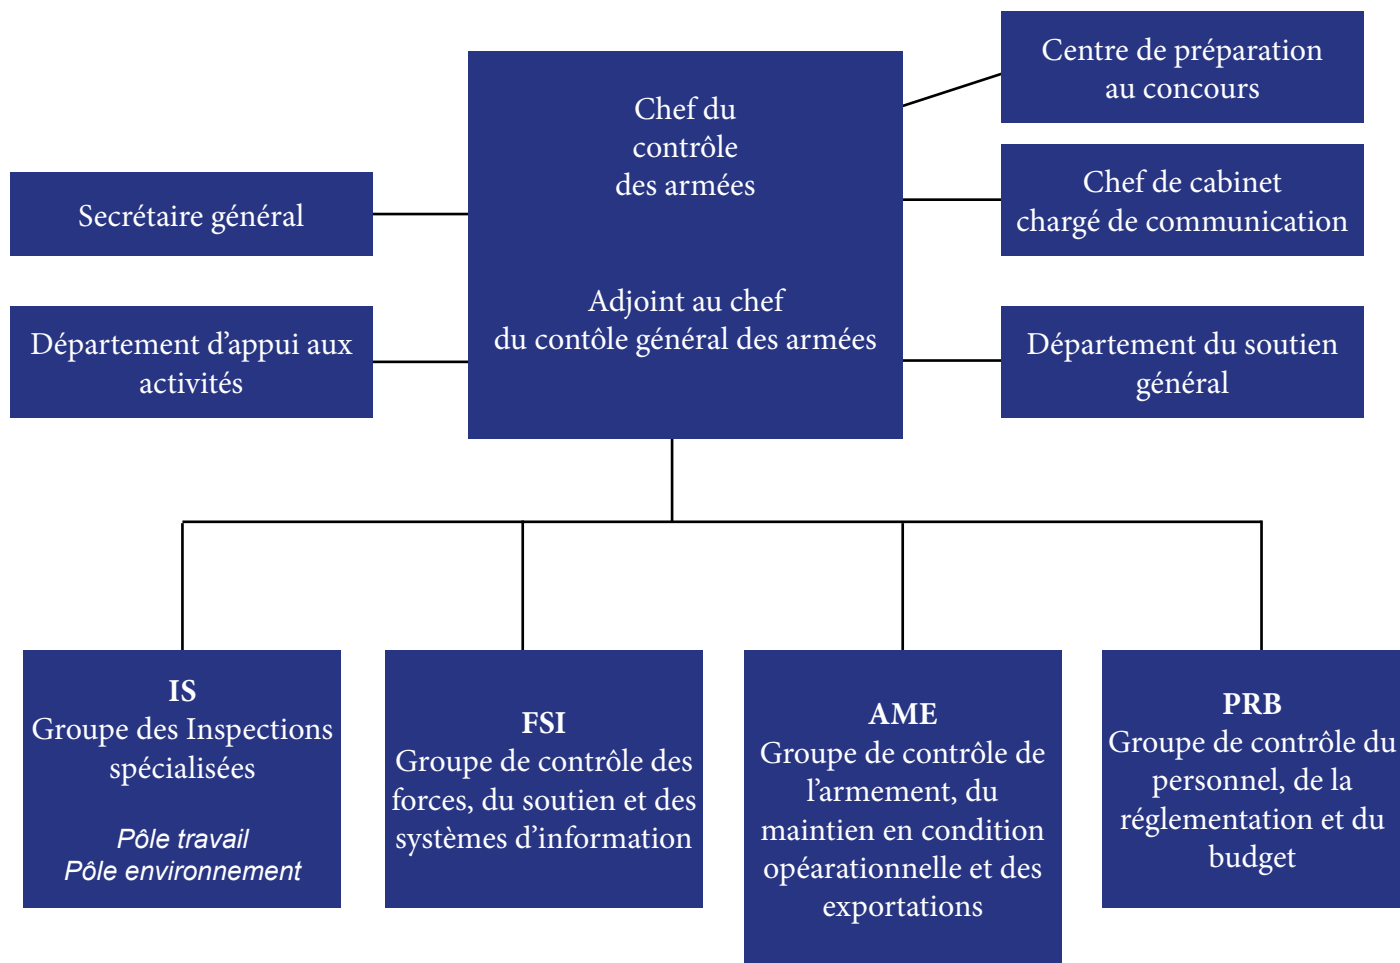 Centre de préparation
au concours
Chef du
contrôle
des armées
Chef de cabinet
chargé de communication
Secrétaire général
Adjoint au chef
du contôle général des armées
Département d'appui aux
activités
Département du soutien
général
IS
Groupe des Inspections
spécialisées
Pôle travail
Pôle environnement
FSI
Groupe de contrôle des
forces, du soutien et des
systèmes d'information
AME
Groupe de contrôle de
l'armement, du
maintien en condition
opéarationnelle et des
exportations
PRB
Groupe de contrôle du
personnel, de la
réglementation et du
budget